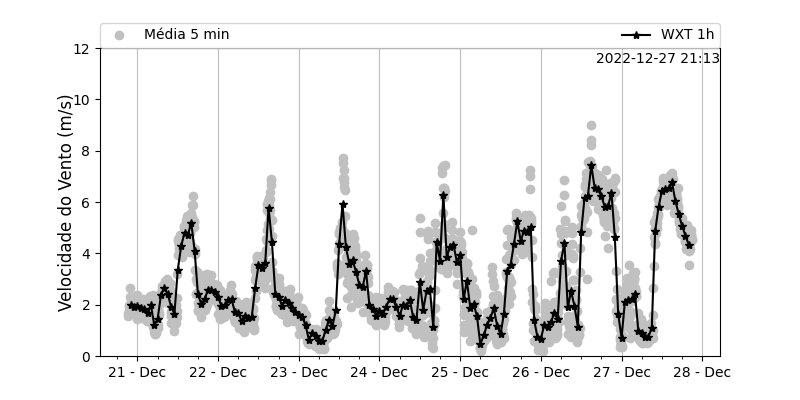 Média 5 min
WXT 1h
2022-12-27 21:13
Velocidade do Vento (m/s)
12
10
8
6
4
2
0
21 - Dec
22 - Dec
23 - Dec
24 - Dec
25 - Dec
26 - Dec
27 - Dec
28 - Dec